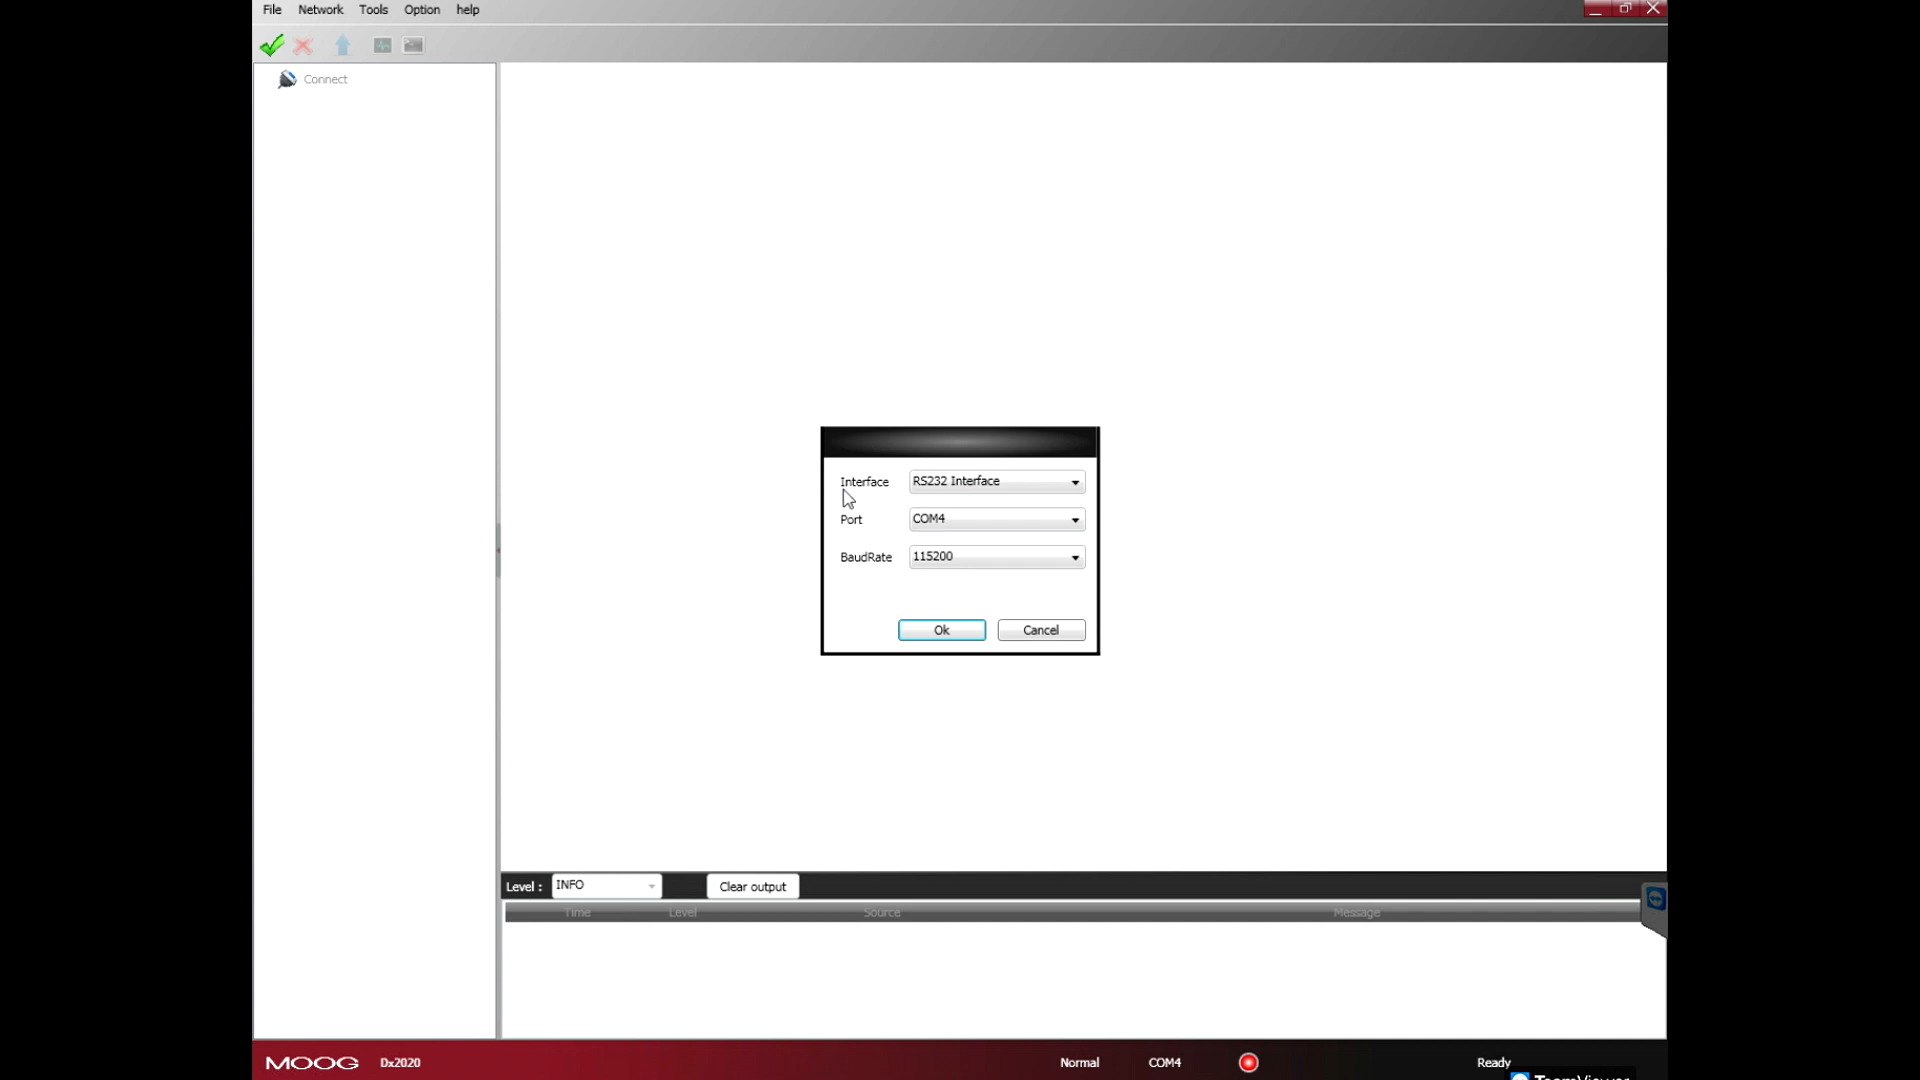 File Network Tools Option help
Connect
Interface RS232 Interface
Port COM4
BaudRate 115200
Ok Cancel
Level : INFO Clear output
Time Level Source Message
MOOG Dx2020 Normal COM4 Ready
TeamViewer